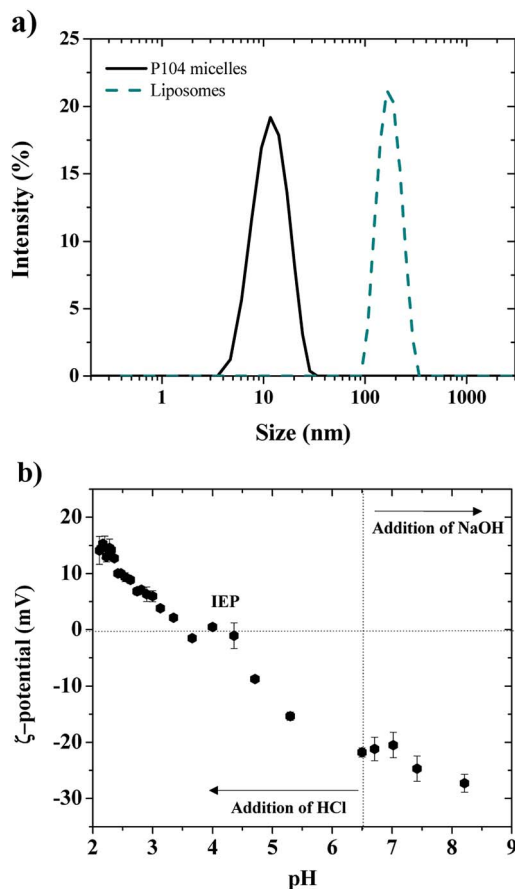 a)
25
20
15
10
5
0
Intensity (%)
P104 micelles
Liposomes
1
10
100
1000
Size (nm)
b)
20
10
0
-10
-20
-30
ζ-potential (mV)
Addition of NaOH
IEP
Addition of HCl
2
3
4
5
6
7
8
9
pH